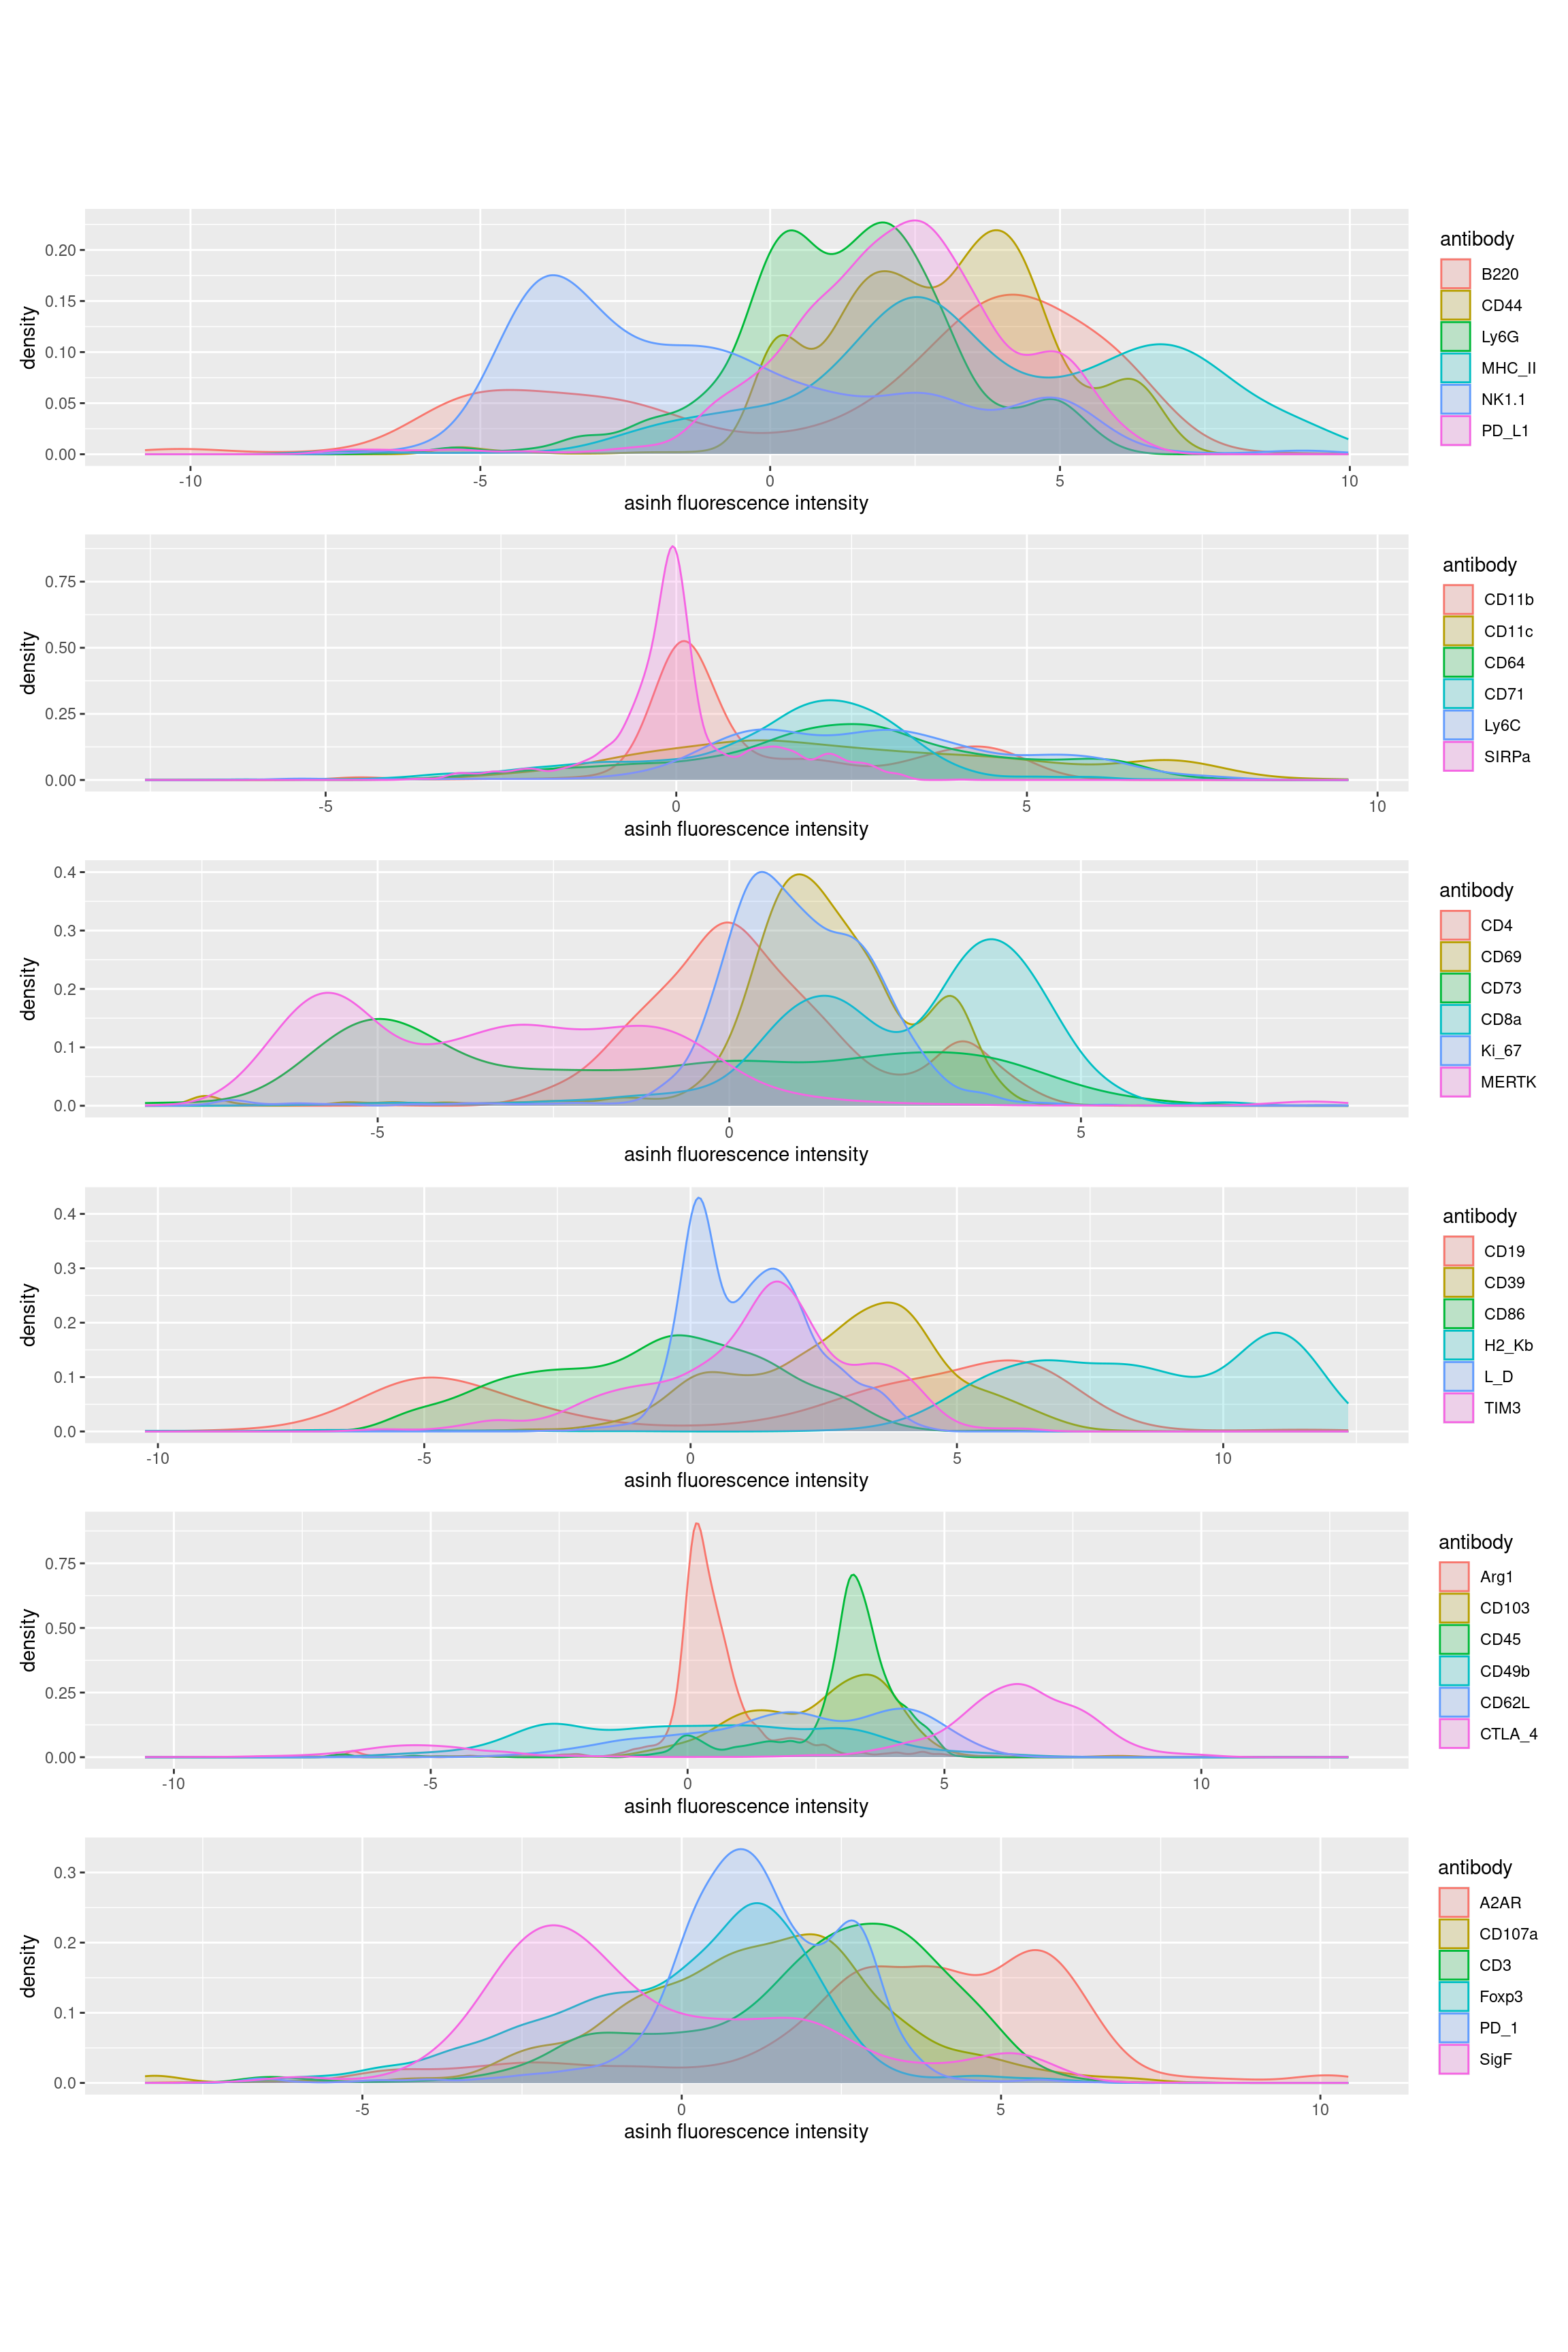 antibody
B220
CD44
Ly6G
MHC_II
NK1.1
PD_L1
density
0.20
0.15
0.10
0.05
0.00
-10 -5 0 5 10
asinh fluorescence intensity
antibody
CD11b
CD11c
CD64
CD71
Ly6C
SIRPa
density
0.75
0.50
0.25
0.00
-5 0 5 10
asinh fluorescence intensity
antibody
CD4
CD69
CD73
CD8a
Ki_67
MERTK
density
0.4
0.3
0.2
0.1
0.0
-5 0 5
asinh fluorescence intensity
antibody
CD19
CD39
CD86
H2_Kb
L_D
TIM3
density
0.4
0.3
0.2
0.1
0.0
-10 -5 0 5 10
asinh fluorescence intensity
antibody
Arg1
CD103
CD45
CD49b
CD62L
CTLA_4
density
0.75
0.50
0.25
0.00
-10 -5 0 5 10
asinh fluorescence intensity
antibody
A2AR
CD107a
CD3
Foxp3
PD_1
SigF
density
0.3
0.2
0.1
0.0
-5 0 5 10
asinh fluorescence intensity